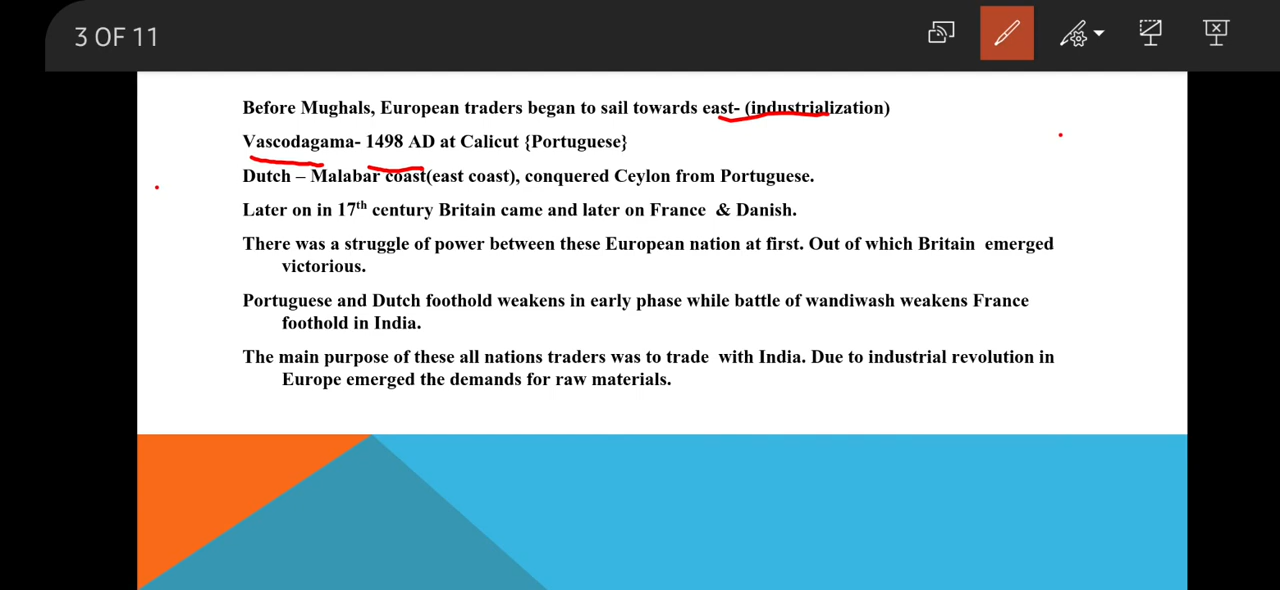 3 OF 11
Before Mughals, European traders began to sail towards east- (industrialization)
Vascodagama- 1498 AD at Calicut {Portuguese}
Dutch – Malabar coast(east coast), conquered Ceylon from Portuguese.
Later on in 17th century Britain came and later on France & Danish.
There was a struggle of power between these European nation at first. Out of which Britain emerged
victorious.
Portuguese and Dutch foothold weakens in early phase while battle of wandiwash weakens France
foothold in India.
The main purpose of these all nations traders was to trade with India. Due to industrial revolution in
Europe emerged the demands for raw materials.